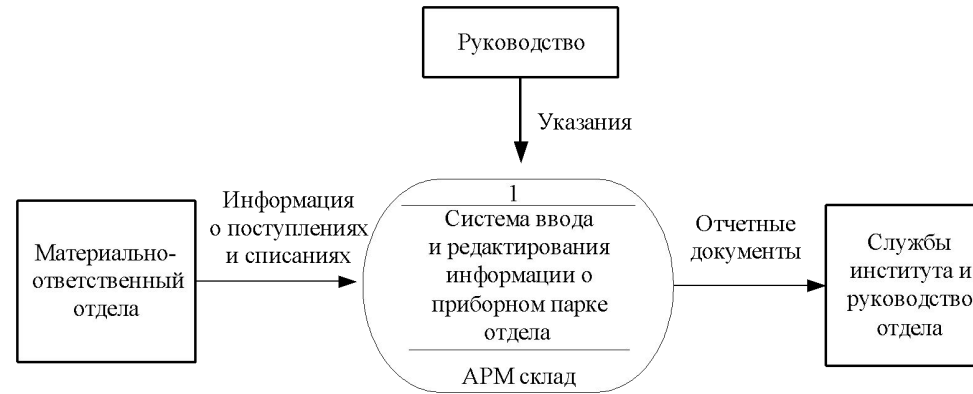 Руководство
Указания
Информация
о поступлениях
и списаниях
Материально-
ответственный
отдела
1
Система ввода
и редактирования
информации о
приборном парке
отдела
АРМ склад
Отчетные
документы
Службы
института и
руководство
отдела